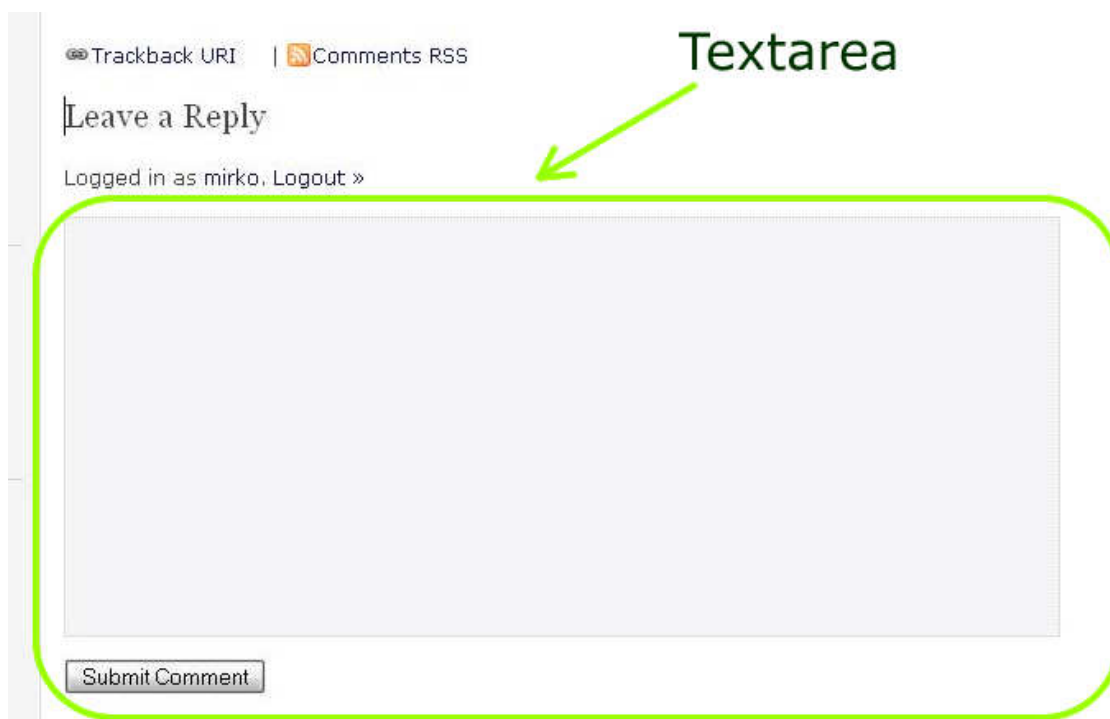 Trackback URI | Comments RSS
Textarea
Leave a Reply
Logged in as mirko. Logout »
Submit Comment